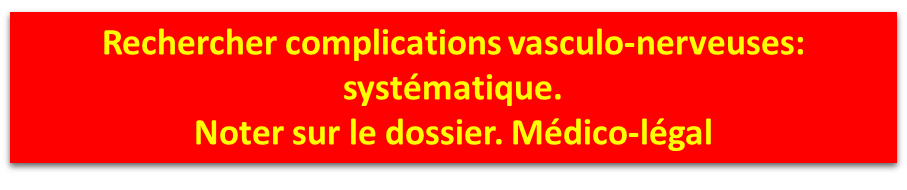 Rechercher complications vasculo-nerveuses:
systématique.
Noter sur le dossier. Médico-légal